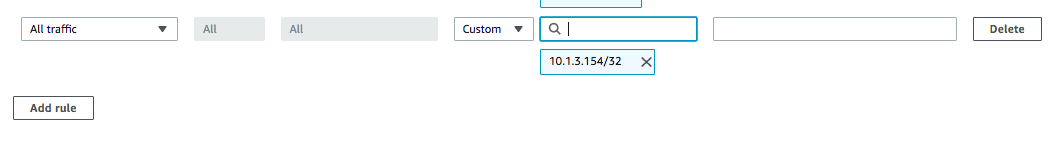 All traffic All All Custom Delete
10.1.3.154/32
Add rule